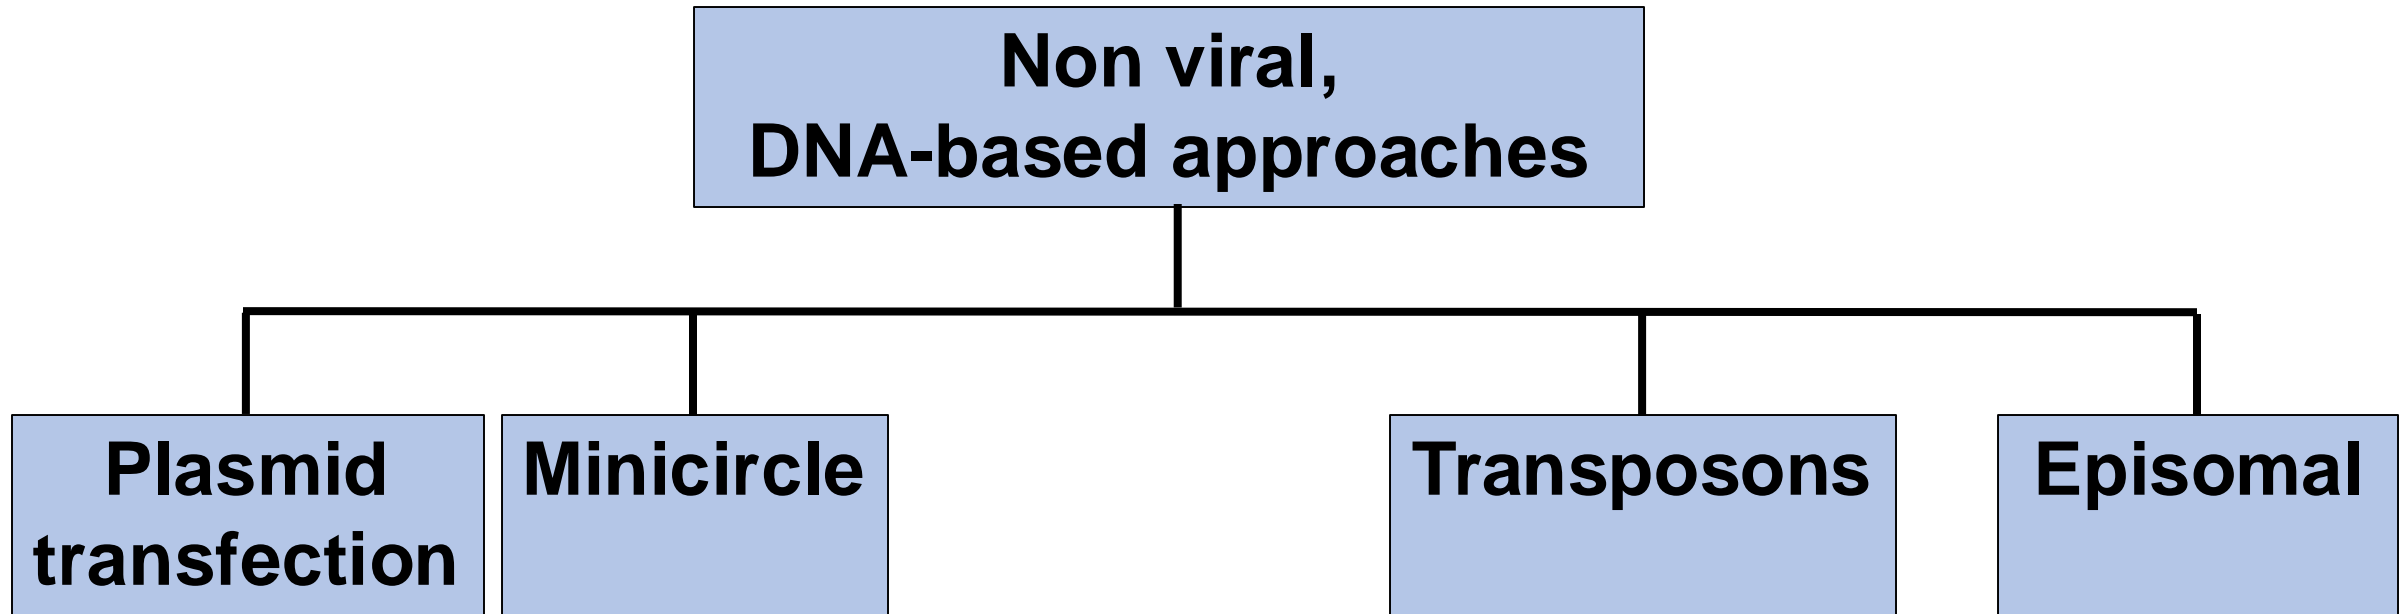 Non viral,
DNA-based approaches
Plasmid
transfection
Minicircle
Transposons
Episomal